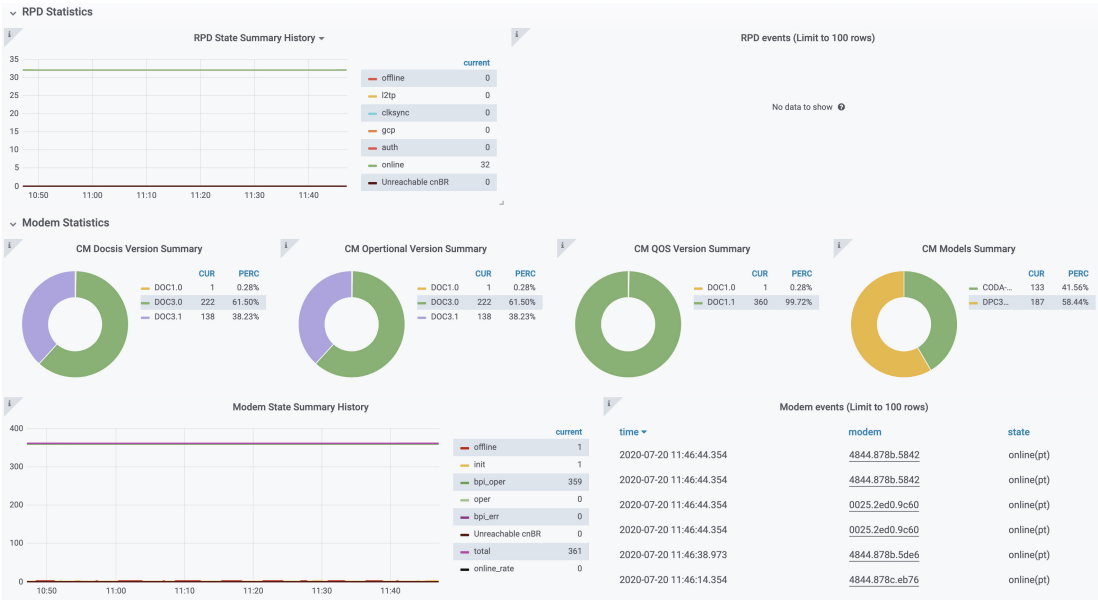 RPD Statistics
RPD State Summary History
35
30
25
20
15
10
5
0
10:50 11:00 11:10 11:20 11:30 11:40
current
offline 0
l2tp 0
clksync 0
gcp 0
auth 0
online 32
Unreachable cnBR 0
RPD events (Limit to 100 rows)
No data to show
Modem Statistics
CM Docsis Version Summary
CUR PERC
DOC1.0 1 0.28%
DOC3.0 222 61.50%
DOC3.1 138 38.23%
CM Opertional Version Summary
CUR PERC
DOC1.0 1 0.28%
DOC3.0 222 61.50%
DOC3.1 138 38.23%
CM QOS Version Summary
CUR PERC
DOC1.0 1 0.28%
DOC1.1 360 99.72%
CM Models Summary
CUR PERC
CODA-... 133 41.56%
DPC3... 187 58.44%
Modem State Summary History
400
300
200
100
0
10:50 11:00 11:10 11:20 11:30 11:40
current
offline 1
init 1
bpi_oper 359
oper 0
bpi_err 0
Unreachable cnBR 0
total 361
online_rate 0
Modem events (Limit to 100 rows)
time modem state
2020-07-20 11:46:44.354 4844.878b.5842 online(pt)
2020-07-20 11:46:44.354 4844.878b.5842 online(pt)
2020-07-20 11:46:44.354 0025.2ed0.9c60 online(pt)
2020-07-20 11:46:44.354 0025.2ed0.9c60 online(pt)
2020-07-20 11:46:38.973 4844.878b.5de6 online(pt)
2020-07-20 11:46:14.354 4844.878c.eb76 online(pt)